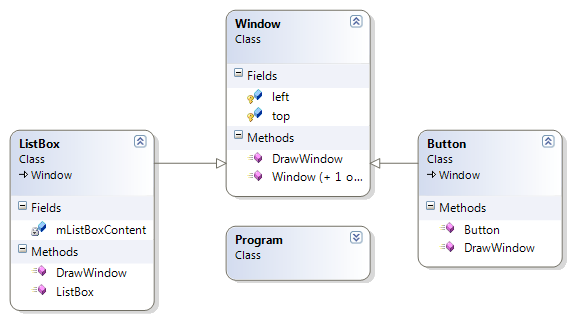 Window
Class
Fields
left
top
Methods
DrawWindow
Window (+ 1 o...
ListBox
Class
Window
Fields
mListBoxContent
Methods
DrawWindow
ListBox
Button
Class
Window
Methods
Button
DrawWindow
Program
Class